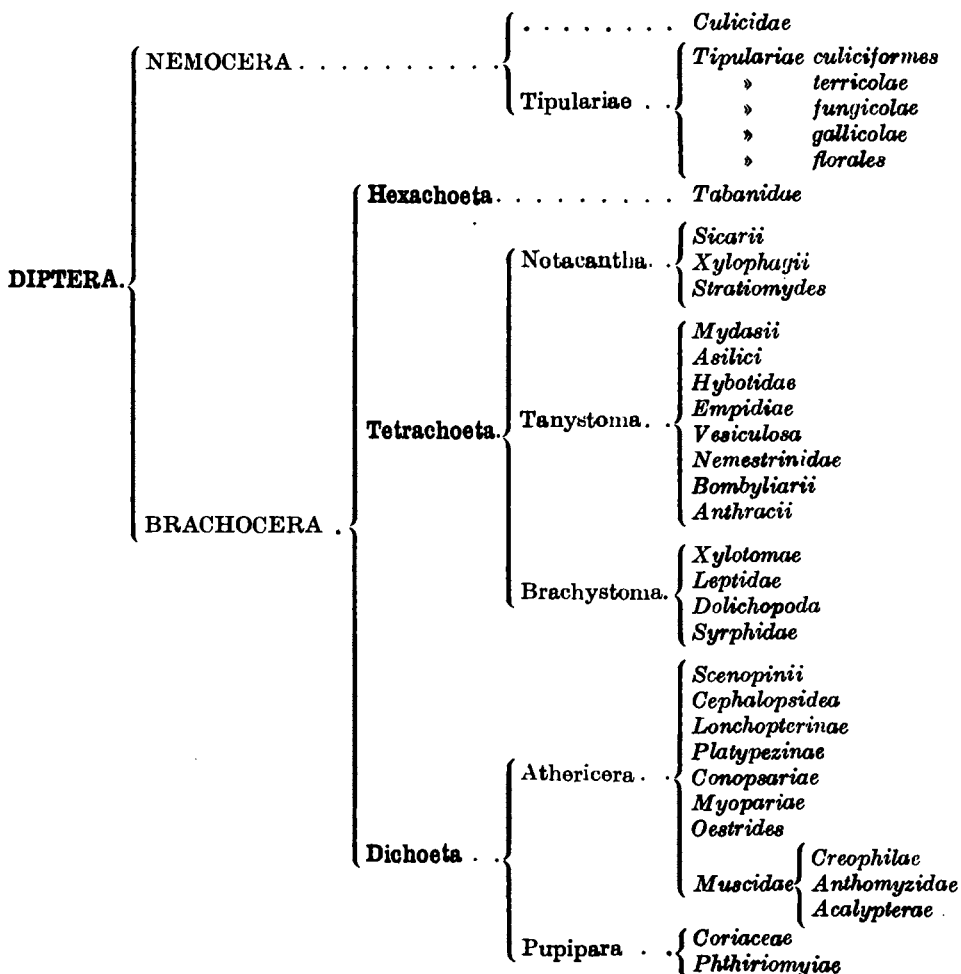 Culicidae
NEMOCERA
Tipulariae culiciformes
» terricolae
Tipulariae
» fungicolae
» gallicolae
» florales
Hexachoeta
Tabanidae
Notacantha
Sicarii
Xylophagii
Stratiomydes
DIPTERA.
Tetrachoeta.
Tanystoma.
Mydasii
Asilici
Hybotidae
Empidiae
Vesiculosa
Nemestrinidae
Bombyliarii
Anthracii
BRACHOCERA
Brachystoma.
Xylotomae
Leptidae
Dolichopoda
Syrphidae
Dichoeta
Athericera
Scenopinii
Cephalopsidea
Lonchopterinae
Platypezinae
Conopsariae
Myopariae
Oestrides
Muscidae
Creophilae
Anthomyzidae
Acalypterae
Pupipara
Coriaceae
Phthiriomyiae